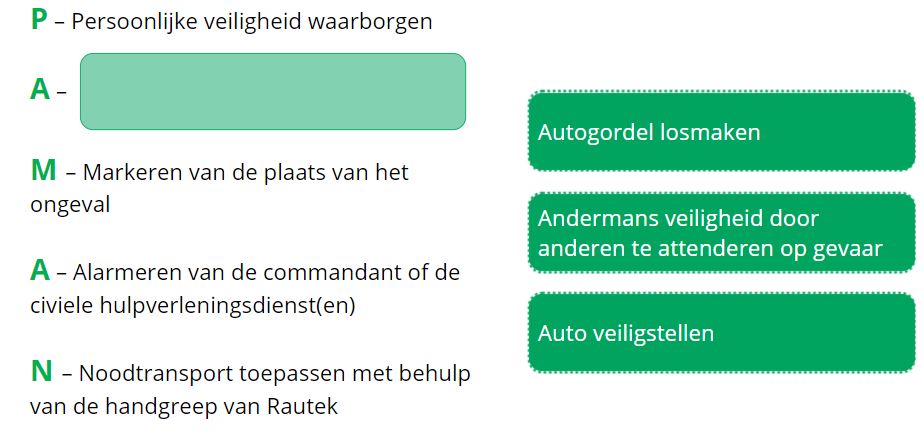 P – Persoonlijke veiligheid waarborgen
A –
M – Markeren van de plaats van het
ongeval
A – Alarmeren van de commandant of de
civiele hulpverleningsdienst(en)
N – Noodtransport toepassen met behulp
van de handgreep van Rautek
Autogordel losmaken
Andermans veiligheid door
anderen te attenderen op gevaar
Auto veiligstellen